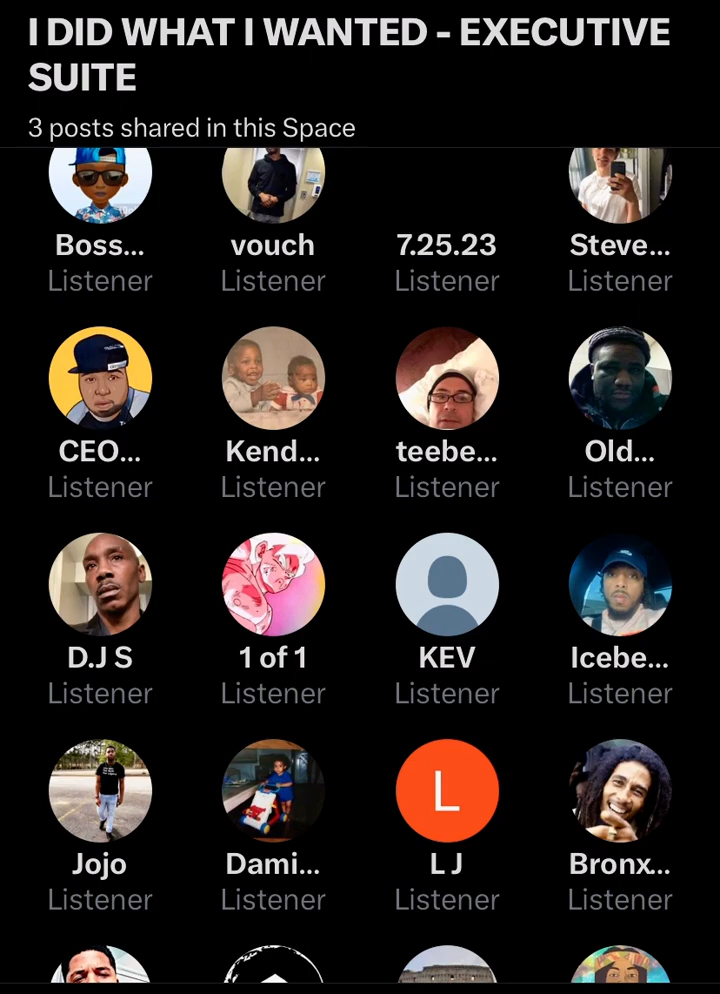 I DID WHAT I WANTED - EXECUTIVE
SUITE
3 posts shared in this Space
Boss... vouch 7.25.23 Steve...
Listener Listener Listener Listener
CEO... Kend... teebe... Old...
Listener Listener Listener Listener
D.J S 1 of 1 KEV Icebe...
Listener Listener Listener Listener
L
Jojo Dami... L J Bronx...
Listener Listener Listener Listener